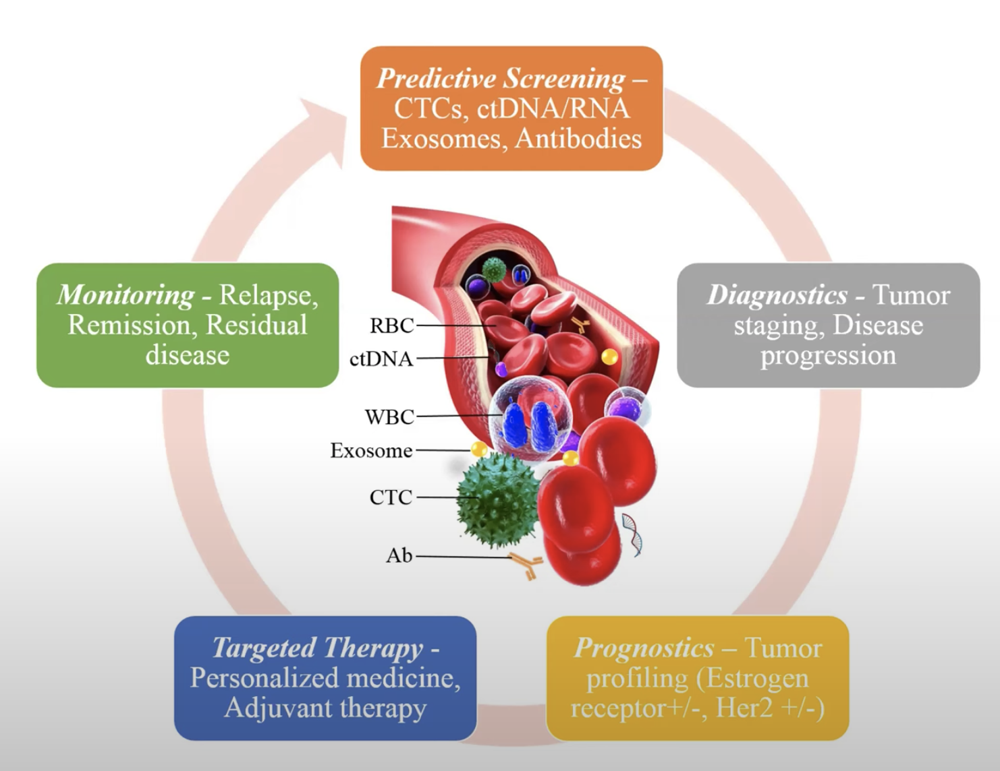 Predictive Screening –
CTCs, ctDNA/RNA
Exosomes, Antibodies
Monitoring - Relapse,
Remission, Residual
disease
Diagnostics - Tumor
staging, Disease
progression
RBC
ctDNA
WBC
Exosome
CTC
Ab
Targeted Therapy -
Personalized medicine,
Adjuvant therapy
Prognostics – Tumor
profiling (Estrogen
receptor+/-, Her2 +/-)